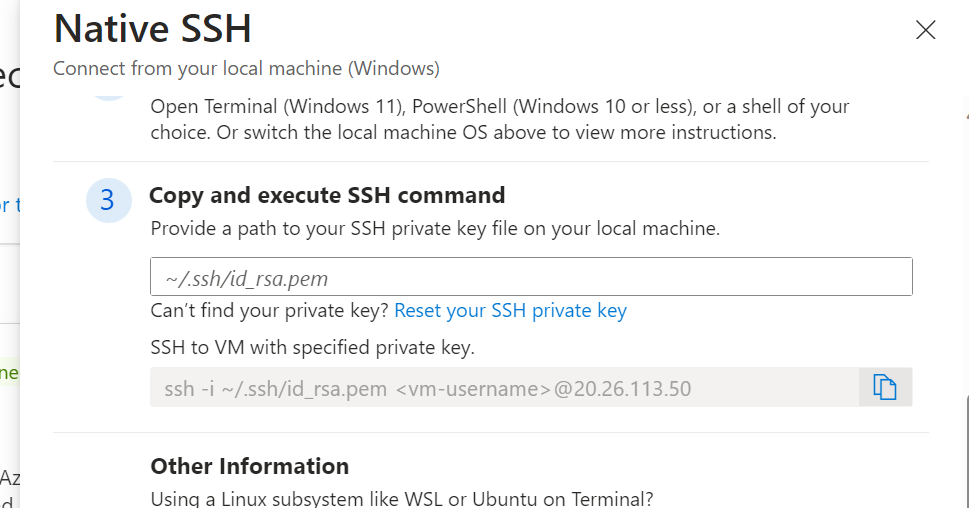 Native SSH
Connect from your local machine (Windows)
Open Terminal (Windows 11), PowerShell (Windows 10 or less), or a shell of your
choice. Or switch the local machine OS above to view more instructions.
3
Copy and execute SSH command
Provide a path to your SSH private key file on your local machine.
~/.ssh/id_rsa.pem
Can't find your private key? Reset your SSH private key
SSH to VM with specified private key.
ssh -i ~/.ssh/id_rsa.pem <vm-username>@20.26.113.50
Other Information
Using a Linux subsystem like WSL or Ubuntu on Terminal?